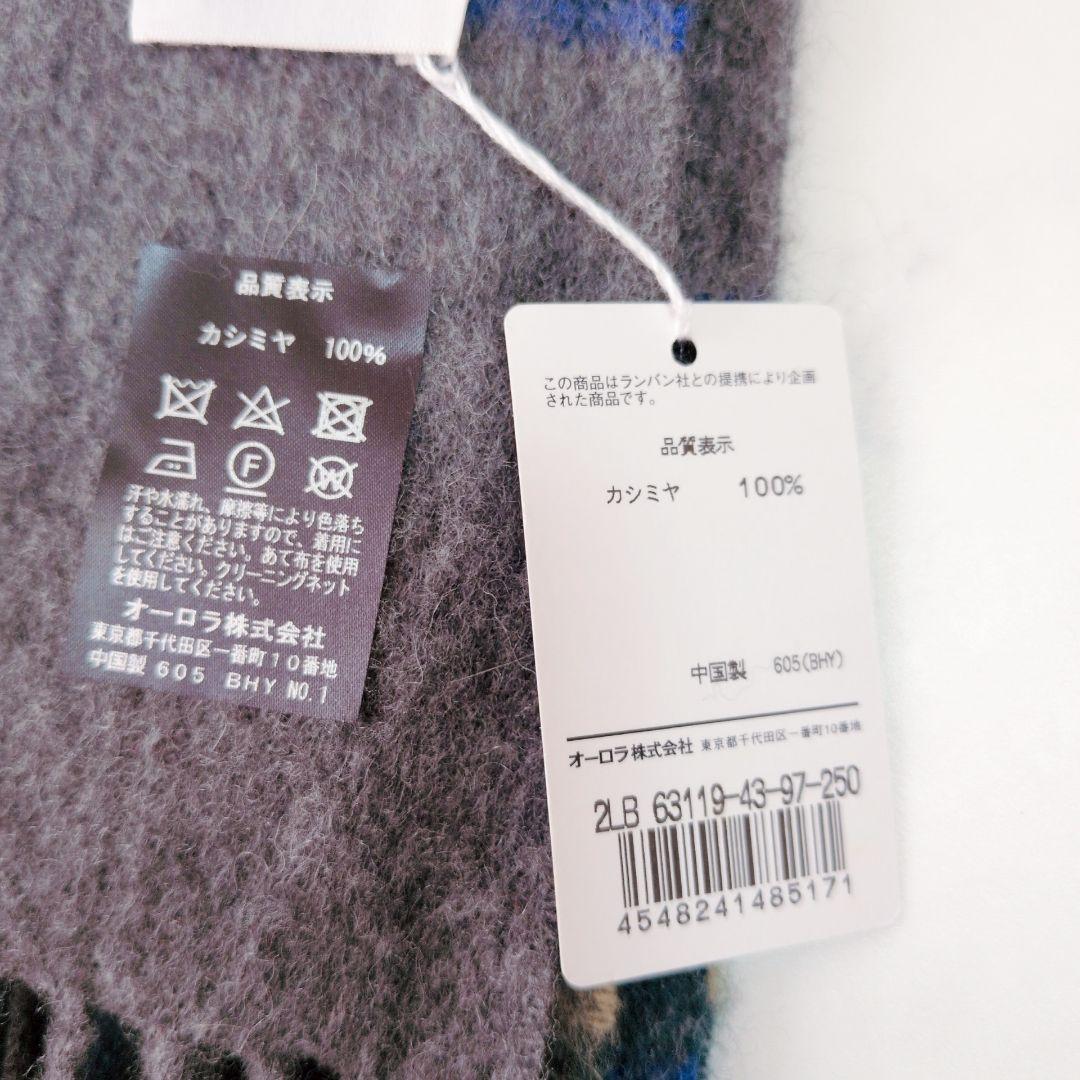 品質表示
カシミヤ 100%
F
W
汗や水濡れ、摩擦等により色落ち
することがありますので、着用に
はご注意ください。あて布を使用
してください。クリーニングネット
を使用してください。
オーロラ株式会社
東京都千代田区一番町10番地
中国製 605 BHY NO.1
この商品はランバン社との提携により企画
された商品です。
品質表示
カシミヤ 100%
中国製 605(BHY)
オーロラ株式会社 東京都千代田区一番町10番地
2LB 63119-43-97-250
4548241485171